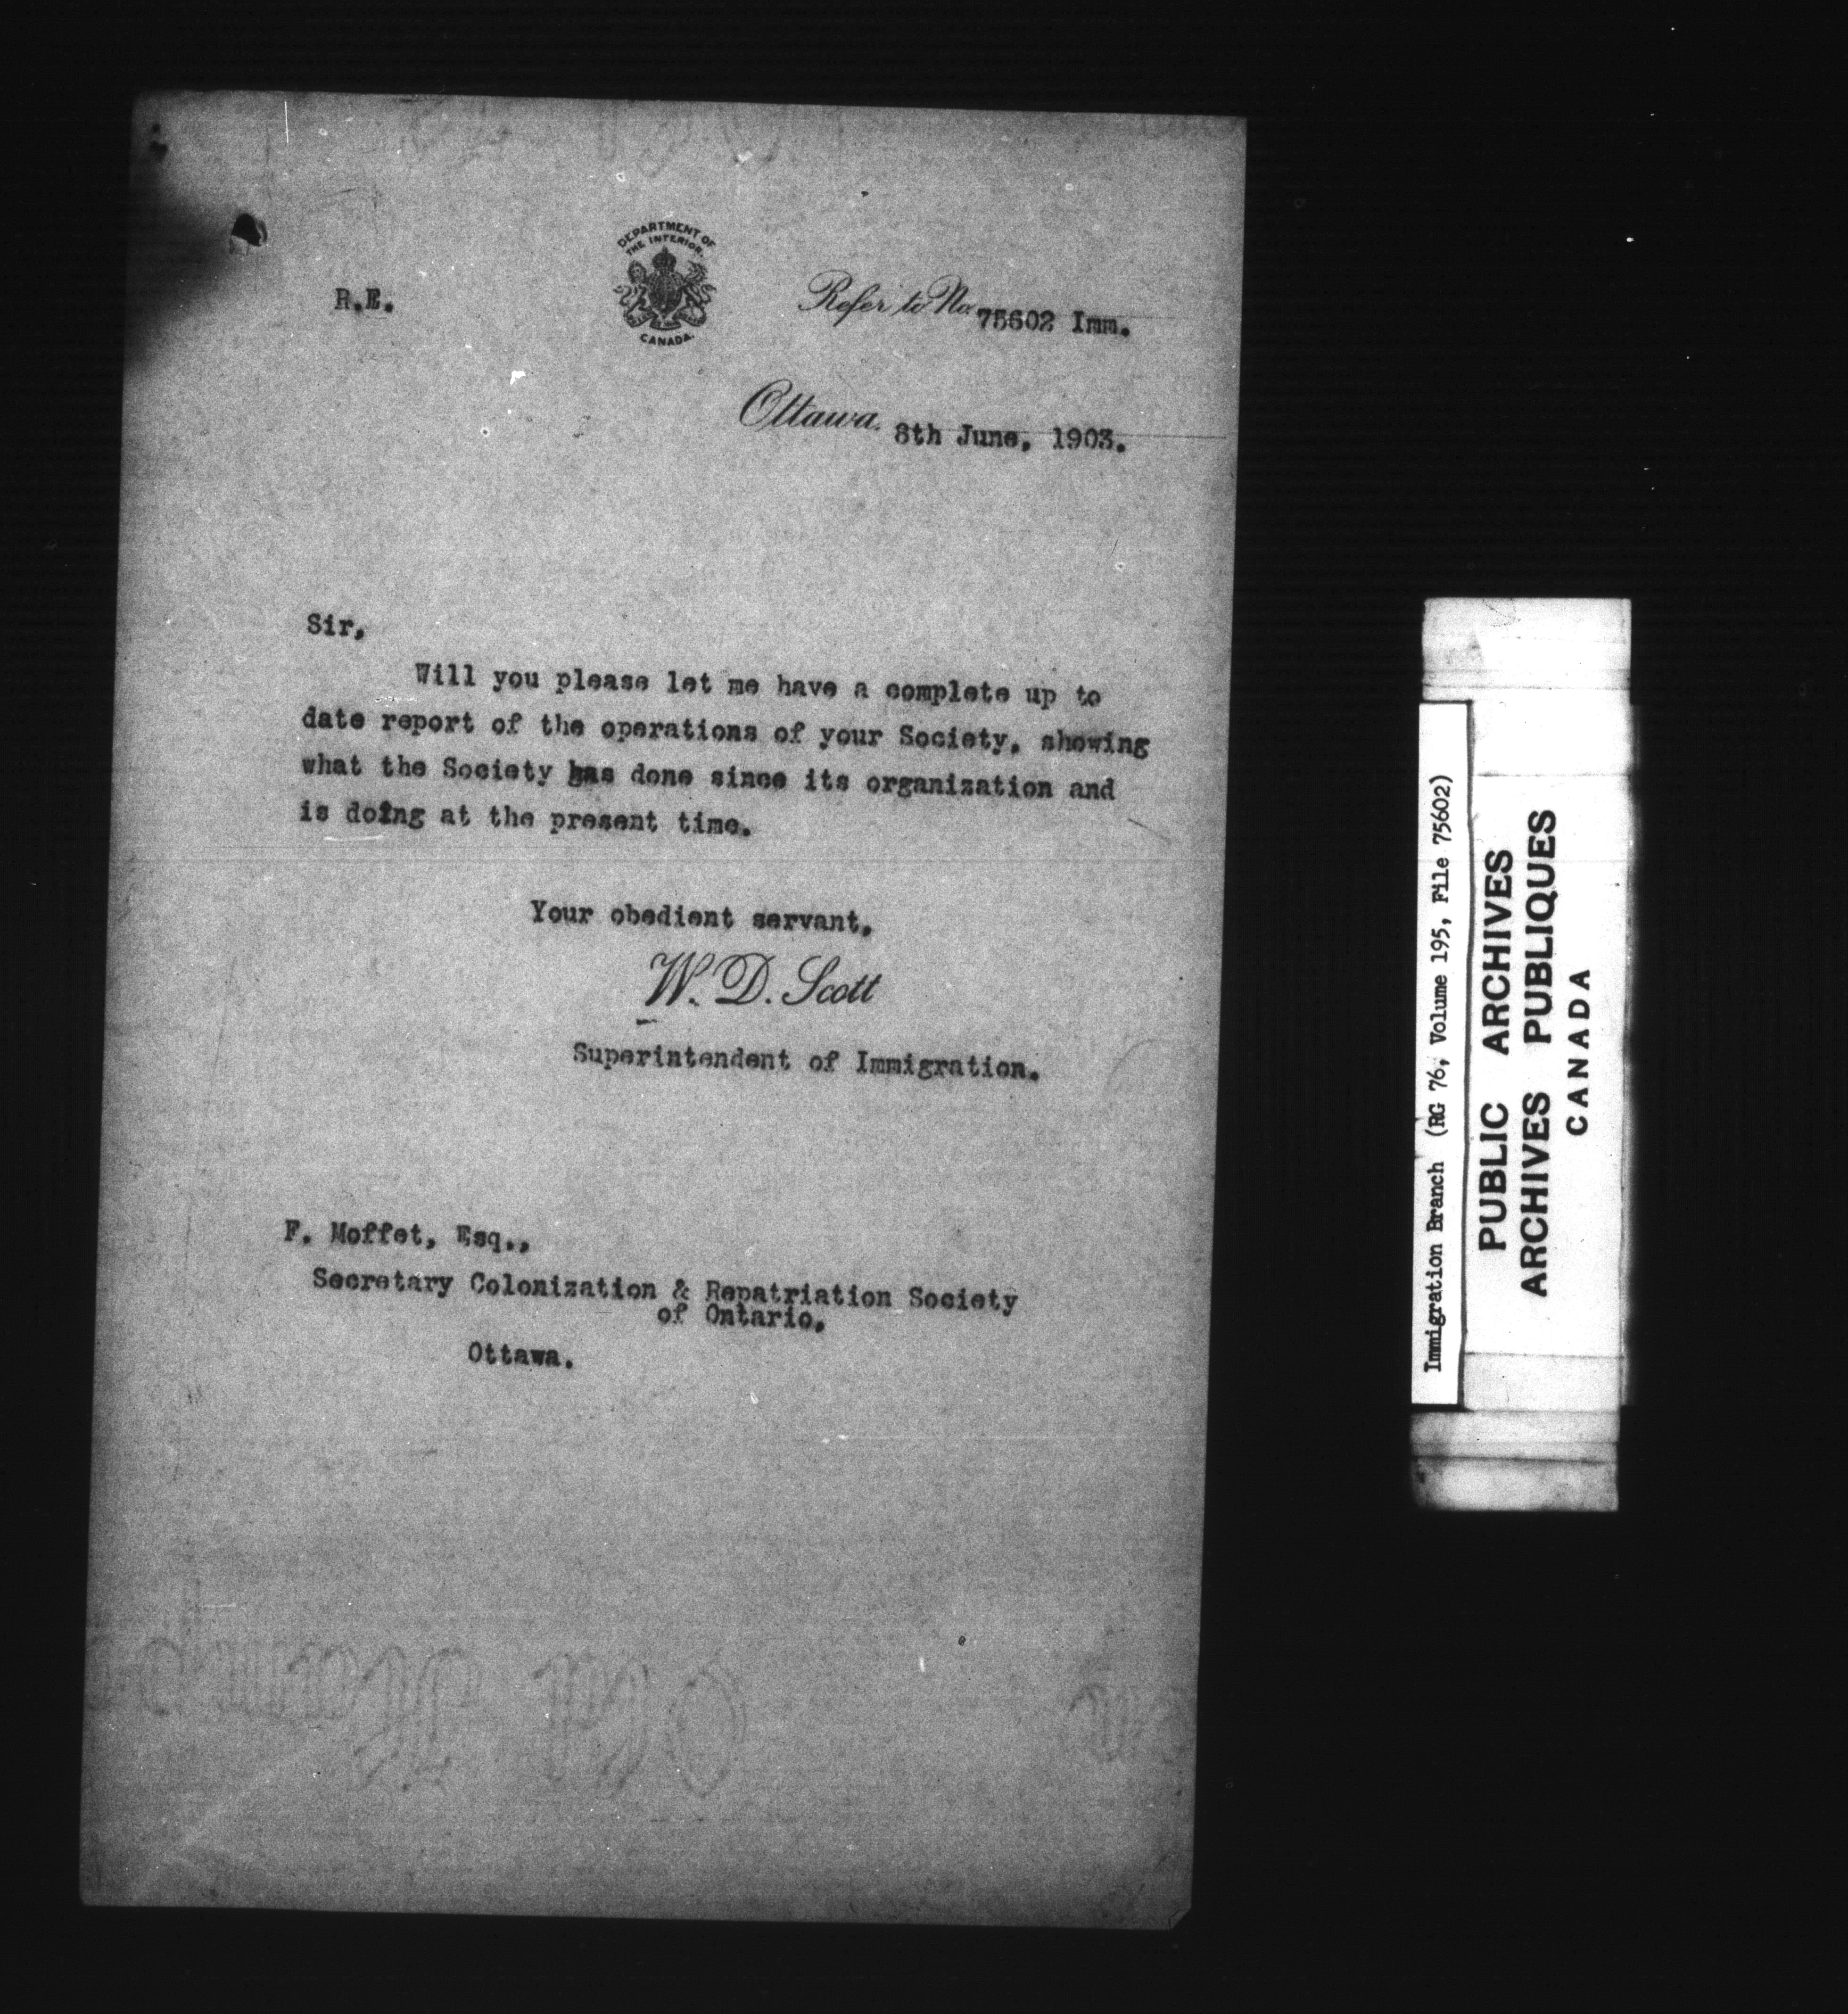 DEPARTMENT OF
THE INTERIOR.
CANADA.
R.E.
Refer to No. 75602 Imm.
Ottawa. 8th June, 1903.
Sir,
Will you please let me have a complete up to
date report of the operations of your Society, showing
what the Society has done since its organization and
is doing at the present time.
Your obedient servant,
W. D. Scott
Superintendent of Immigration.
F. Moffet, Esq.,
Secretary Colonization & Repatriation Society
of Ontario,
Ottawa.
Immigration Branch (RG 76, Volume 195, File 75602)
PUBLIC ARCHIVES
ARCHIVES PUBLIQUES
CANADA